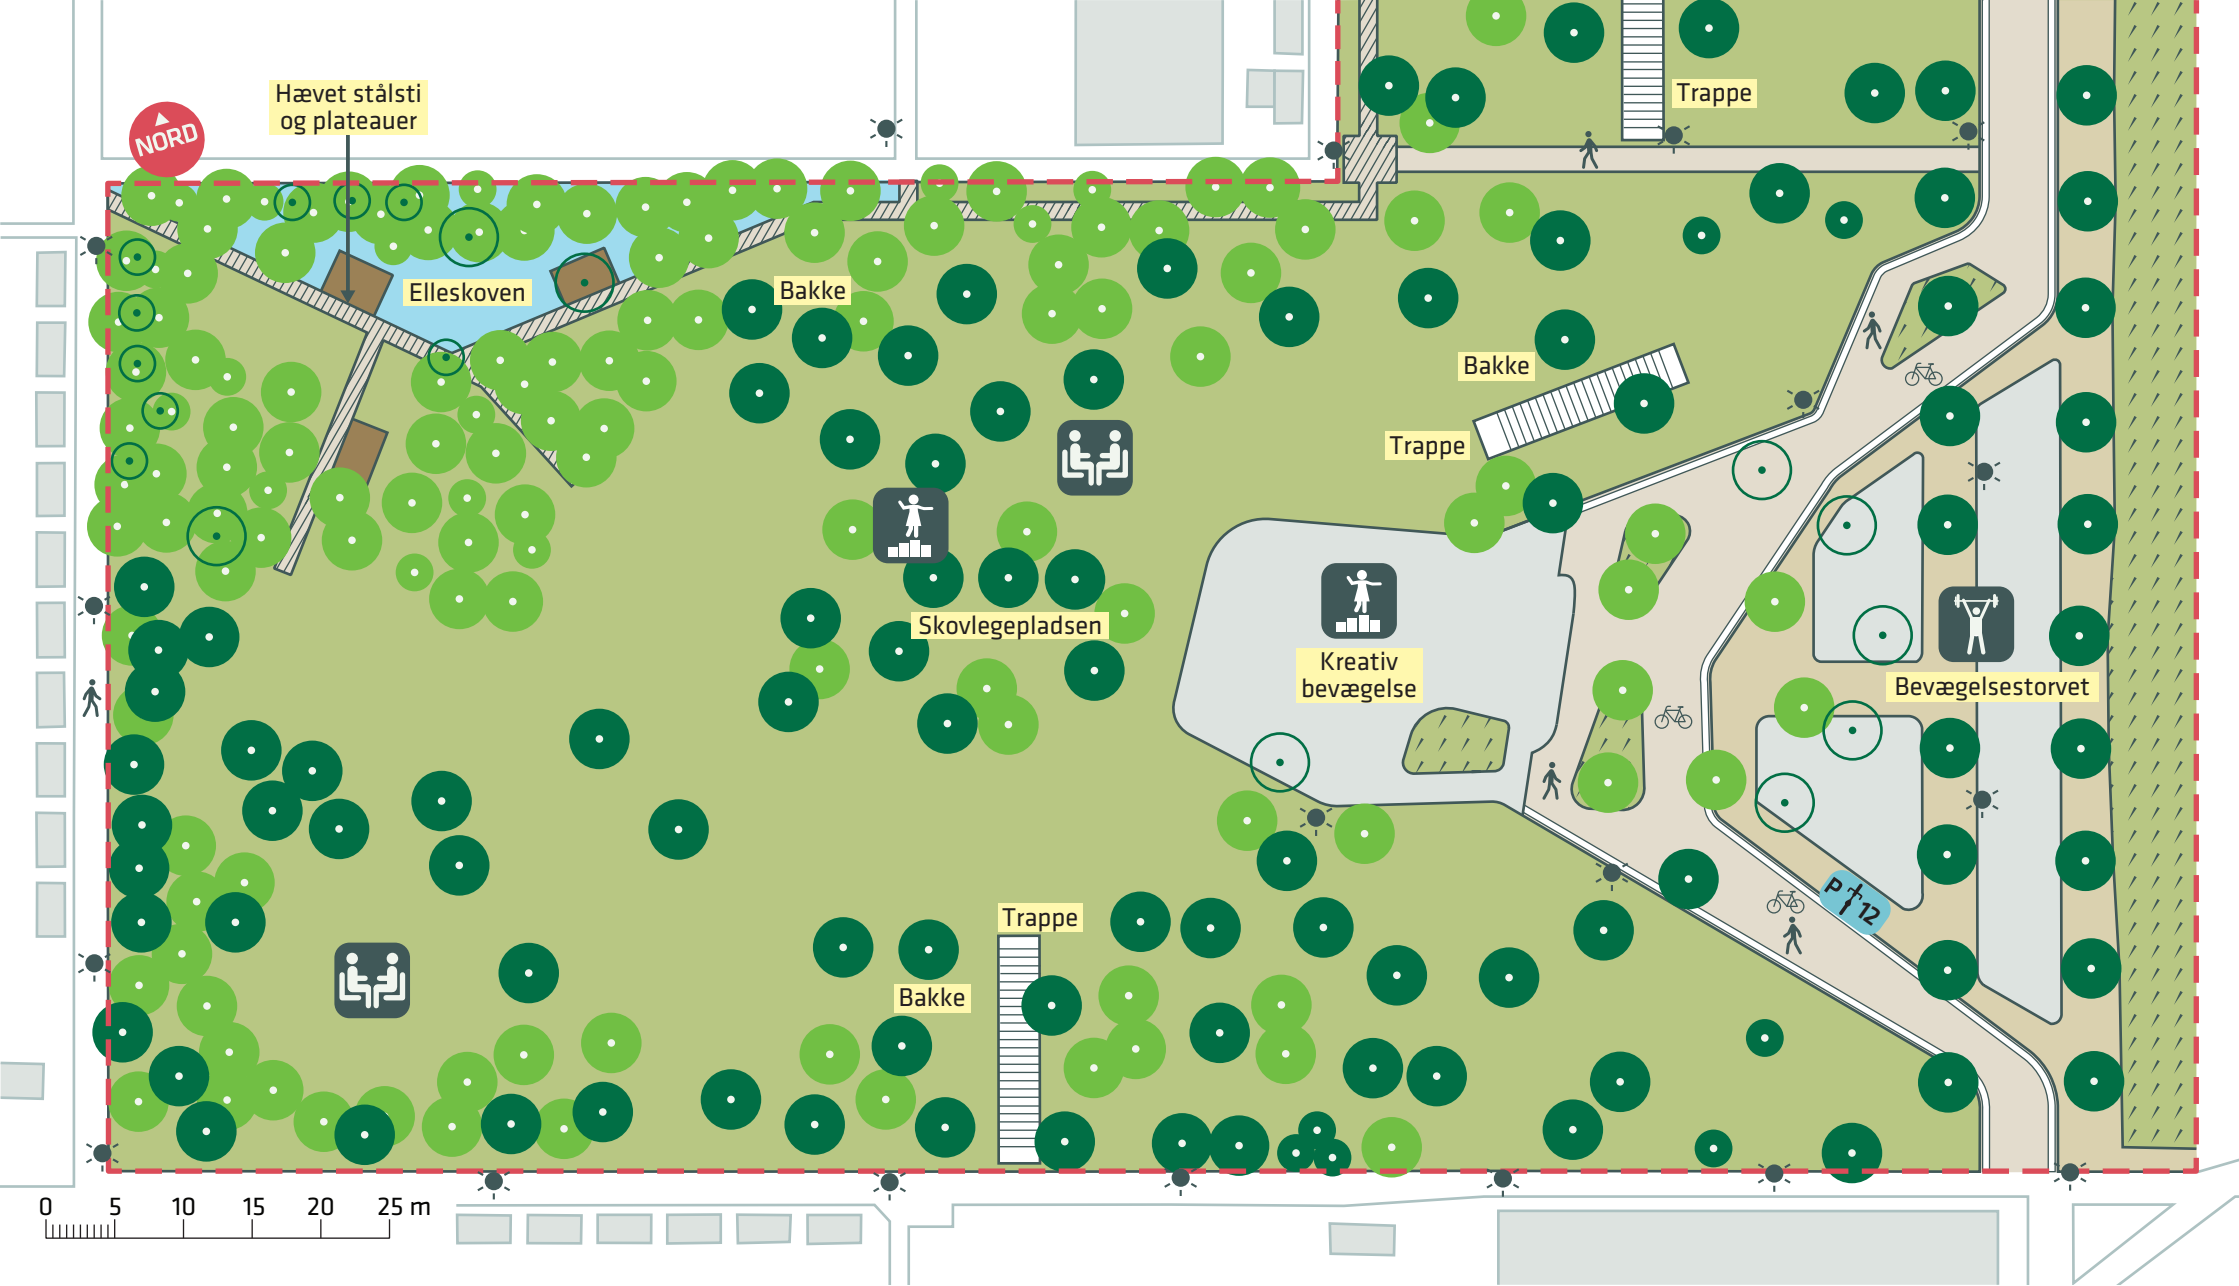 Hævet stålsti
og plateauer
NORD
Trappe
Elleskoven
Bakke
Bakke
Trappe
Skovlegepladsen
Kreativ
bevægelse
Bevægelsestorvet
P 12
Trappe
Bakke
0 5 10 15 20 25 m